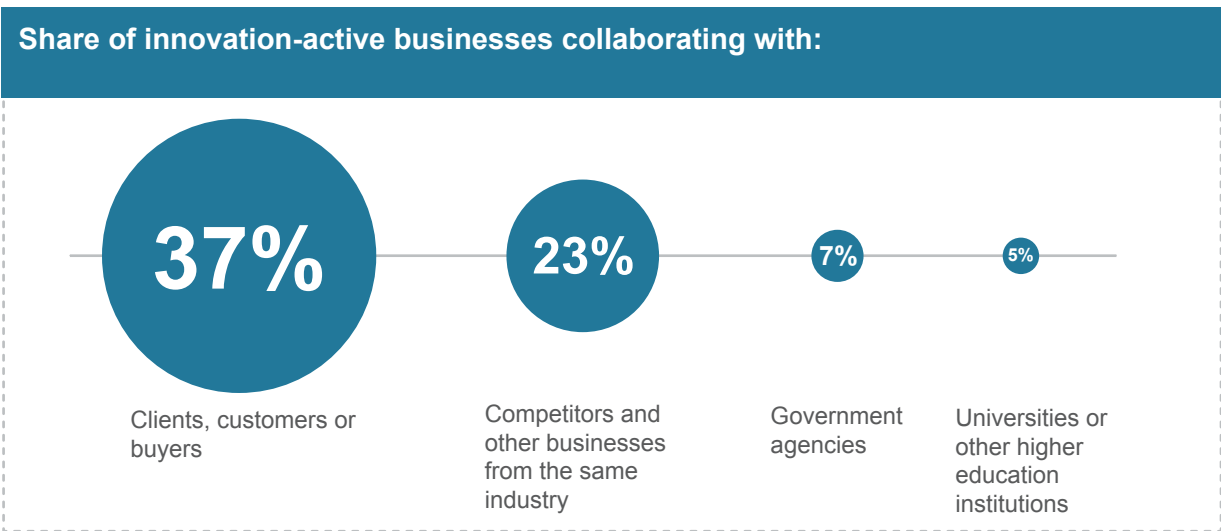 Share of innovation-active businesses collaborating with:
37%
23%
7%
5%
Clients, customers or
buyers
Competitors and
other businesses
from the same
industry
Government
agencies
Universities or
other higher
education
institutions